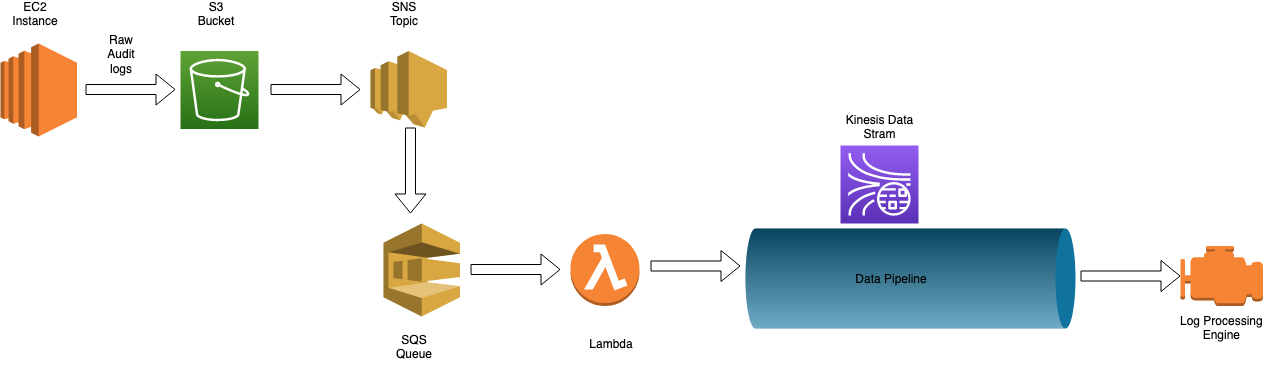 EC2
Instance
S3
Bucket
SNS
Topic
Raw
Audit
logs
Kinesis Data
Stram
Data Pipeline
Log Processing
Engine
SQS
Queue
Lambda